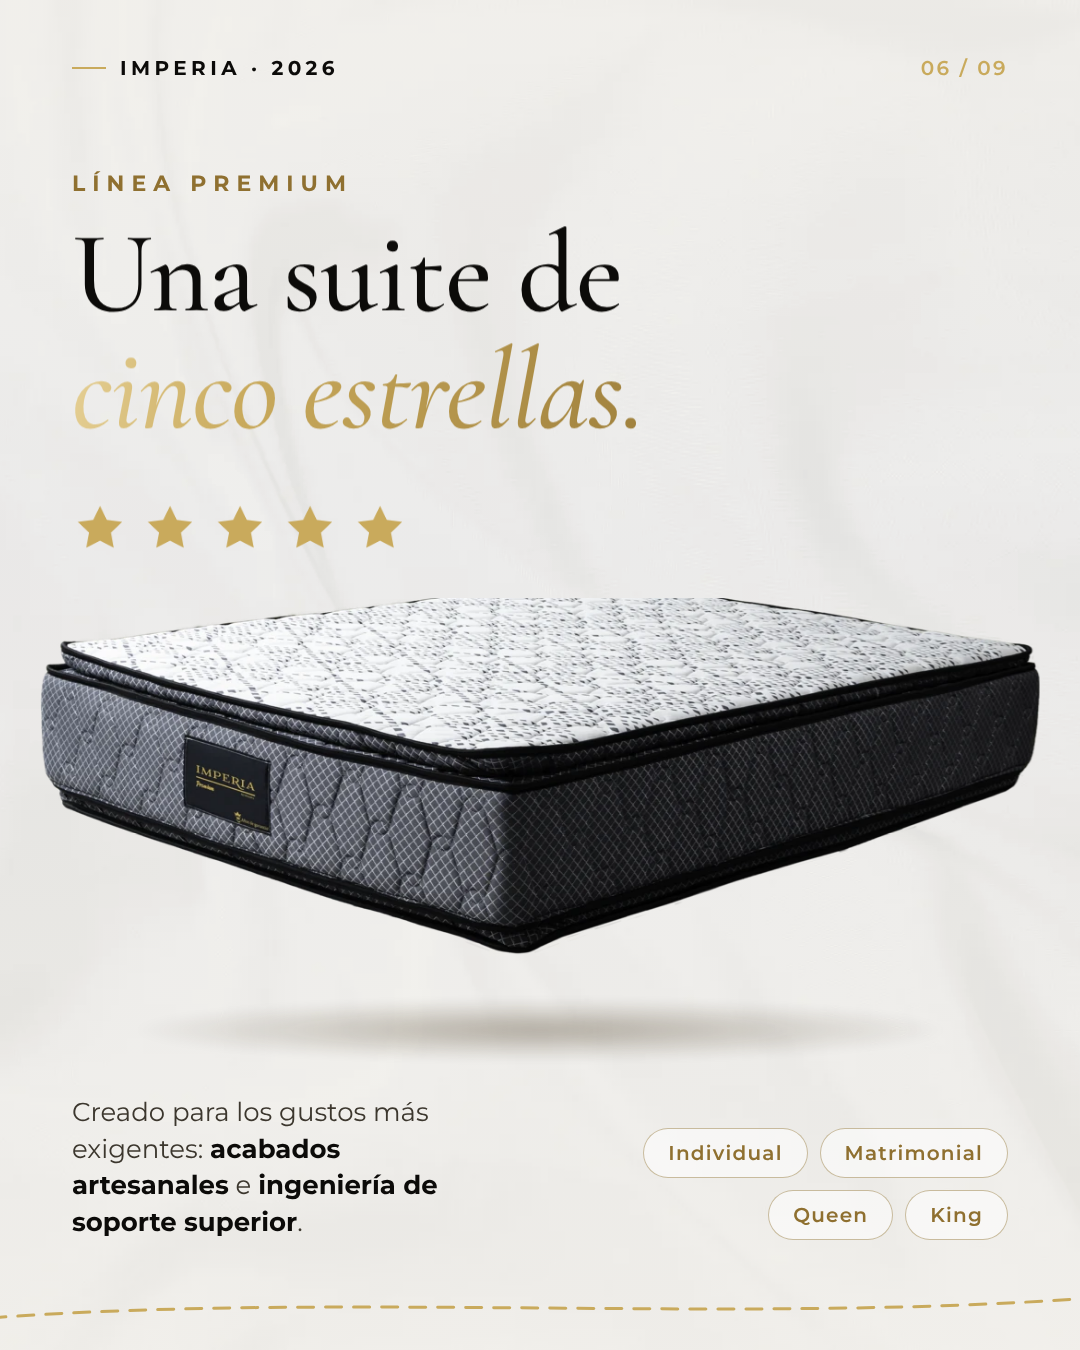 IMPERIA · 2026
06 / 09
LÍNEA PREMIUM
Una suite de
cinco estrellas.
IMPERIA
Premium
Creado para los gustos más
exigentes: acabados
artesanales e ingeniería de
soporte superior.
Individual
Matrimonial
Queen
King